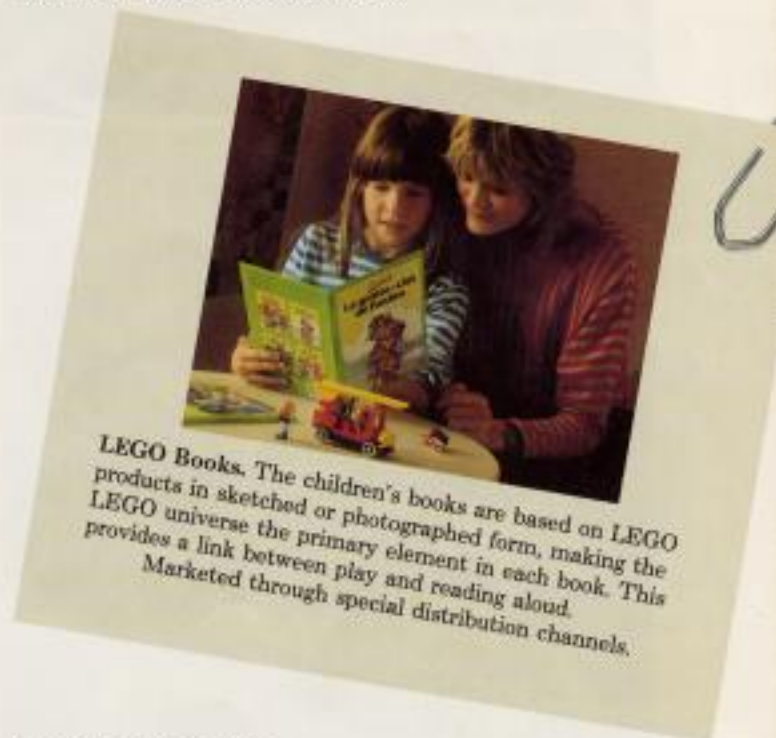 LEGO Books. The children's books are based on LEGO
products in sketched or photographed form, making the
LEGO universe the primary element in each book. This
provides a link between play and reading aloud.
Marketed through special distribution channels.